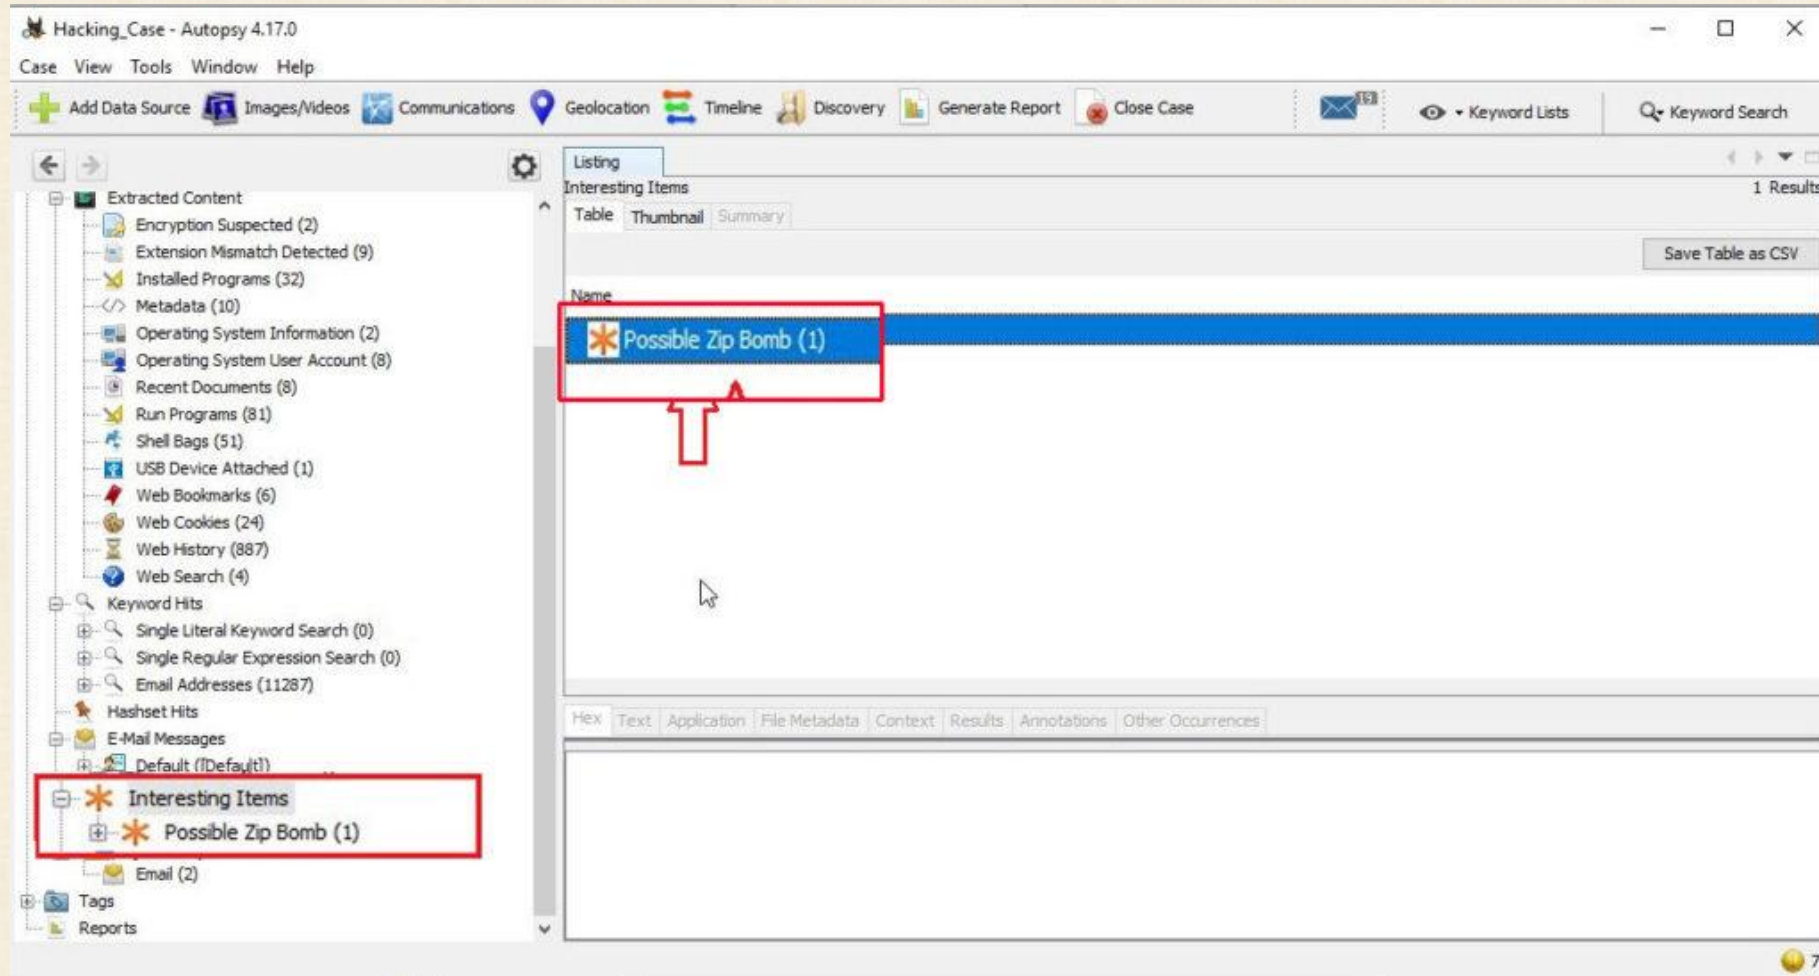 Hacking_Case - Autopsy 4.17.0
Case View Tools Window Help
Add Data Source Images/Videos Communications Geolocation Timeline Discovery Generate Report Close Case 19 Keyword Lists Keyword Search
Extracted Content
Encryption Suspected (2)
Extension Mismatch Detected (9)
Installed Programs (32)
Metadata (10)
Operating System Information (2)
Operating System User Account (8)
Recent Documents (8)
Run Programs (81)
Shell Bags (51)
USB Device Attached (1)
Web Bookmarks (6)
Web Cookies (24)
Web History (887)
Web Search (4)
Keyword Hits
Single Literal Keyword Search (0)
Single Regular Expression Search (0)
Email Addresses (11287)
Hashset Hits
E-Mail Messages
Default ([Default])
Interesting Items
Possible Zip Bomb (1)
Email (2)
Tags
Reports
Listing
Interesting Items
1 Results
Table Thumbnail Summary
Save Table as CSV
Name
Possible Zip Bomb (1)
Hex Text Application File Metadata Context Results Annotations Other Occurrences
7